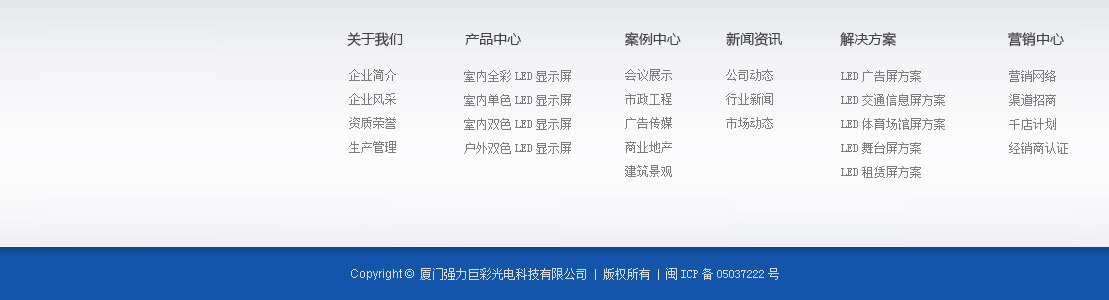 关于我们
企业简介
企业风采
资质荣誉
生产管理
产品中心
室内全彩 LED 显示屏
室内单色 LED 显示屏
室内双色 LED 显示屏
户外双色 LED 显示屏
案例中心
会议展示
市政工程
广告传媒
商业地产
建筑景观
新闻资讯
公司动态
行业新闻
市场动态
解决方案
LED 广告屏方案
LED 交通信息屏方案
LED 体育场馆屏方案
LED 舞台屏方案
LED 租赁屏方案
营销中心
营销网络
渠道招商
千店计划
经销商认证
Copyright © 厦门强力巨彩光电科技有限公司 | 版权所有 | 闽 ICP 备 05037222 号